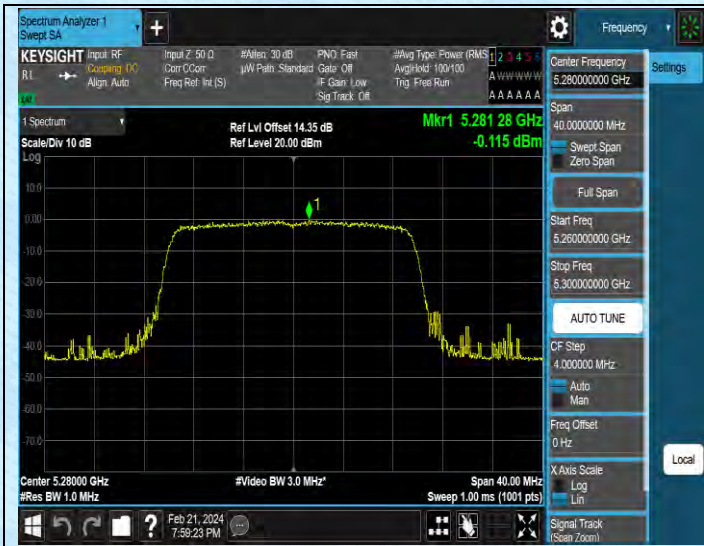 Spectrum Analyzer 1
Swept SA
+
Frequency
KEYSIGHT
Input: RF
Coupling: DC
Align: Auto
Input Z: 50 Ω
Corr CCorr
Freq Ref: Int (S)
#Atten: 30 dB
µW Path: Standard
PNO: Fast
Gate: Off
IF Gain: Low
Sig Track: Off
#Avg Type: Power (RMS
Avg|Hold: 100/100
Trig: Free Run
1 2 3 4 5 6
A W W W W W
A A A A A A
1 Spectrum
Scale/Div 10 dB
Ref Lvl Offset 14.35 dB
Ref Level 20.00 dBm
Mkr1 5.281 28 GHz
-0.115 dBm
Log
10.0
0.00
-10.0
-20.0
-30.0
-40.0
-50.0
-60.0
-70.0
1
Center 5.28000 GHz
#Res BW 1.0 MHz
#Video BW 3.0 MHz*
Span 40.00 MHz
Sweep 1.00 ms (1001 pts)
Feb 21, 2024
7:59:23 PM
?
Settings
Center Frequency
5.280000000 GHz
Span
40.0000000 MHz
Swept Span
Zero Span
Full Span
Start Freq
5.260000000 GHz
Stop Freq
5.300000000 GHz
AUTO TUNE
CF Step
4.000000 MHz
Auto
Man
Freq Offset
0 Hz
X Axis Scale
Log
Lin
Signal Track
(Span Zoom)
Local